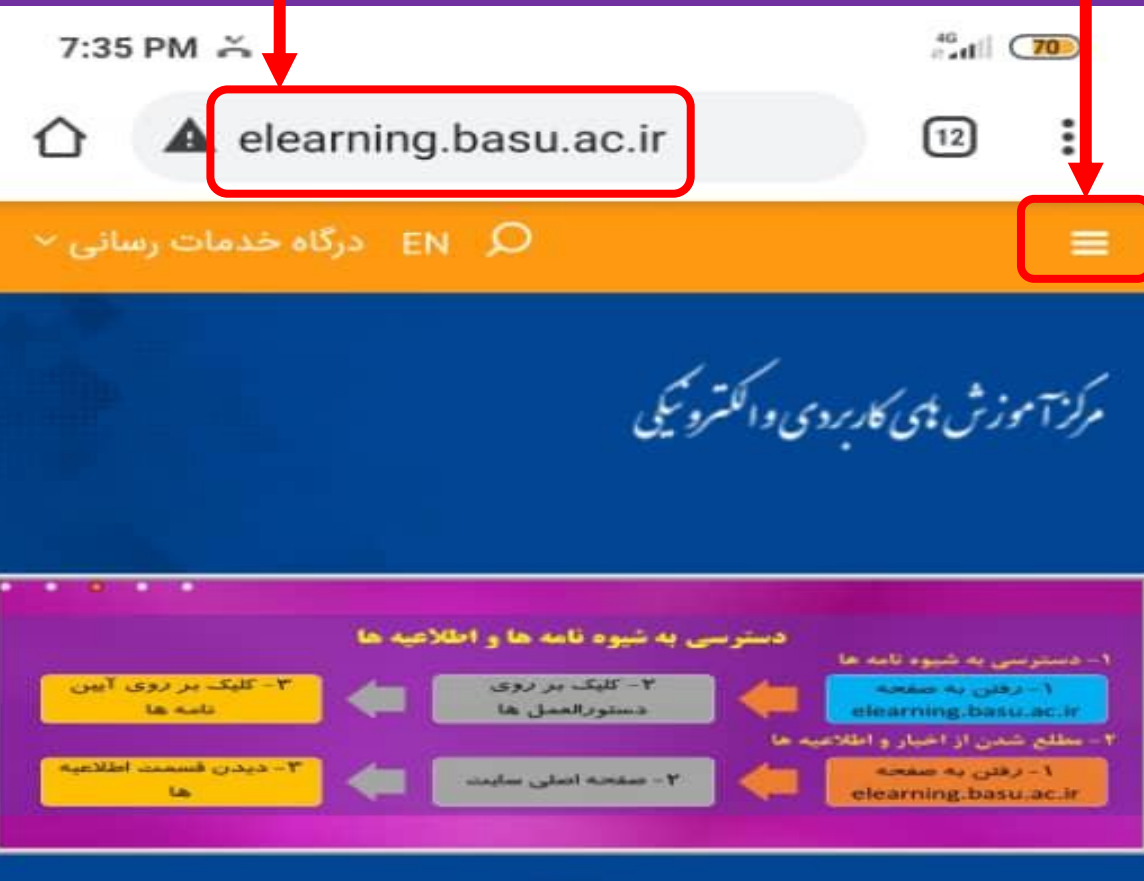 7:35 PM 4G 70
elearning.basu.ac.ir 12
درگاه خدمات رسانی EN
مرکز آموزش های کاربردی و الکترونیکی
دسترسی به شیوه نامه ها و اطلاعیه ها
۱- دسترسی به شیوه نامه ها
۱- رفتن به صفحه
elearning.basu.ac.ir
۲- کلیک بر روی
دستورالعمل ها
۳- کلیک بر روی آیین
نامه ها
۲- مطلع شدن از اخبار و اطلاعیه ها
۱- رفتن به صفحه
elearning.basu.ac.ir
۲- صفحه اصلی سایت
۳- دیدن قسمت اطلاعیه
ها